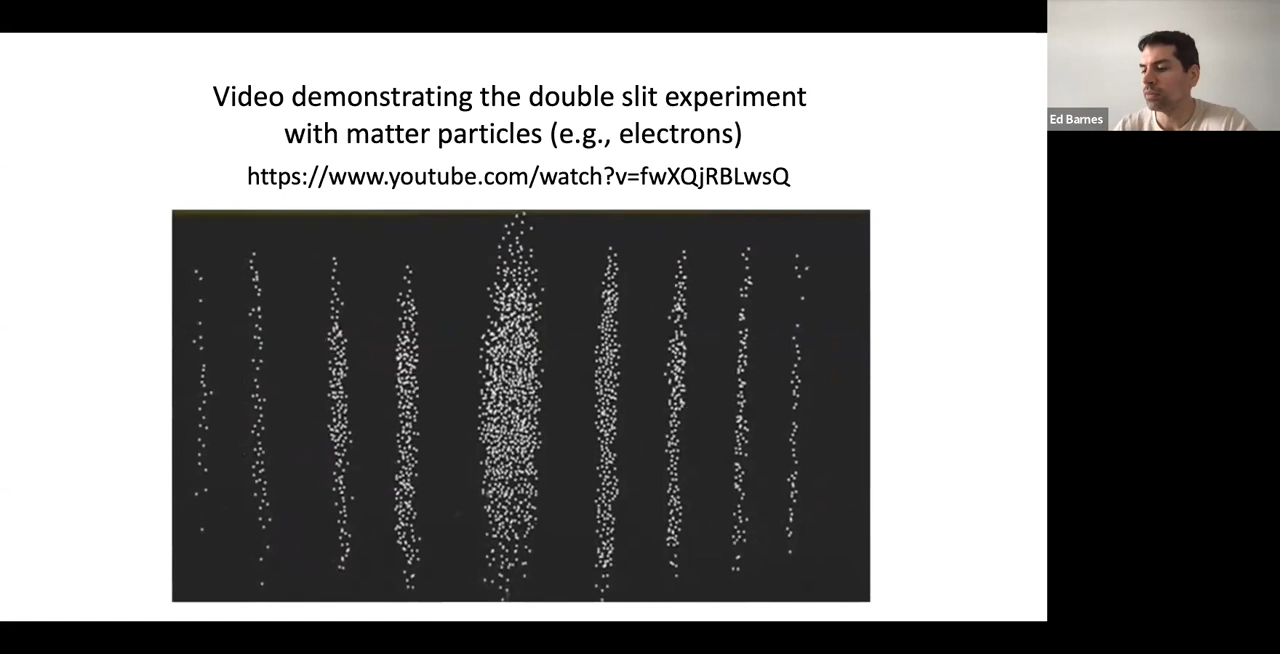 Video demonstrating the double slit experiment
with matter particles (e.g., electrons)
https://www.youtube.com/watch?v=fwXQjRBLwsQ
Ed Barnes